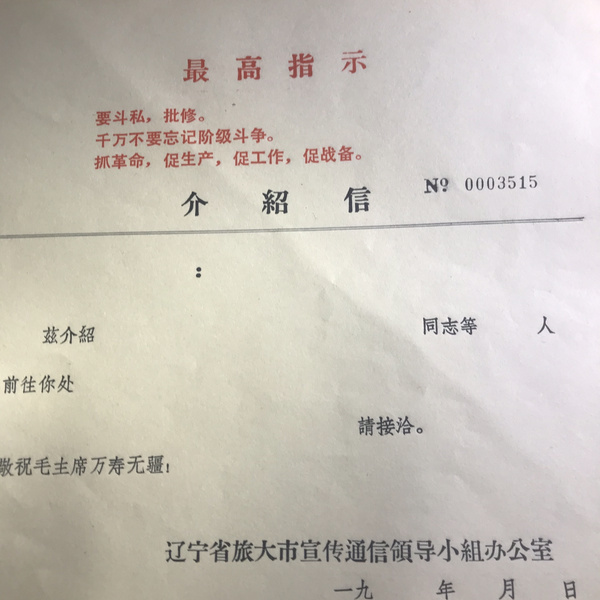 最高指示
要斗私，批修。
千万不要忘记阶级斗争。
抓革命，促生产，促工作，促战备。
介紹信 № 0003515
：
兹介紹 同志等 人
前往你处
請接洽。
敬祝毛主席万寿无疆！
辽宁省旅大市宣传通信領导小組办公室
一九 年 月 日